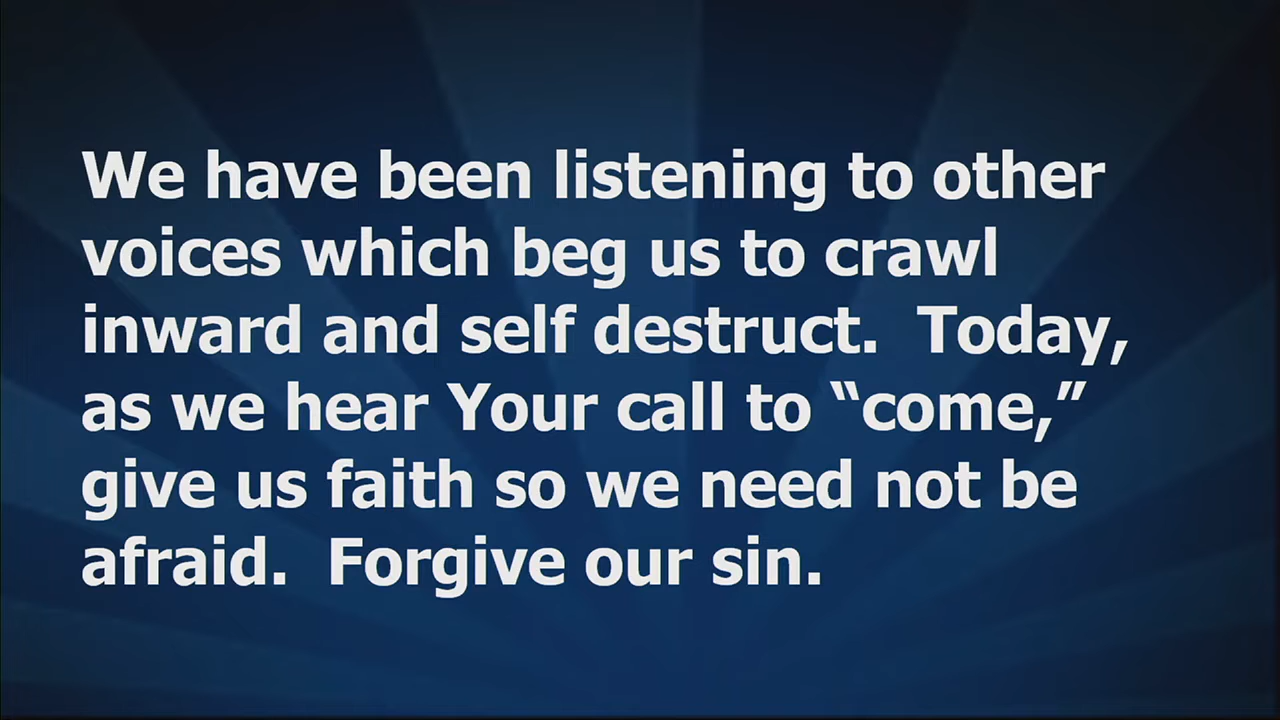 We have been listening to other
voices which beg us to crawl
inward and self destruct.  Today,
as we hear Your call to “come,”
give us faith so we need not be
afraid.  Forgive our sin.